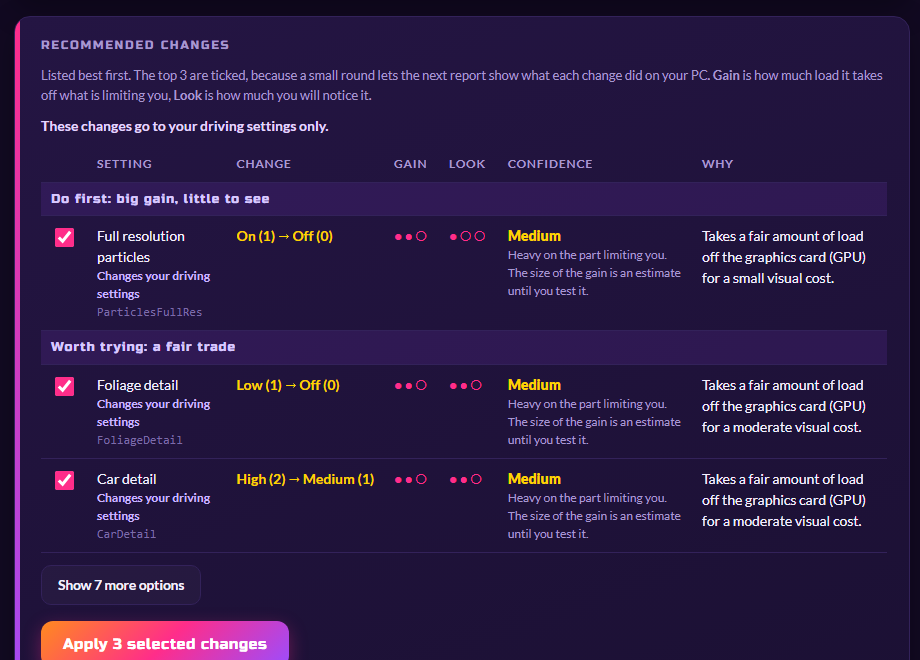 RECOMMENDED CHANGES
Listed best first. The top 3 are ticked, because a small round lets the next report show what each change did on your PC. Gain is how much load it takes
off what is limiting you, Look is how much you will notice it.
These changes go to your driving settings only.
SETTING CHANGE GAIN LOOK CONFIDENCE WHY
Do first: big gain, little to see
Full resolution particles
On (1) → Off (0)
Medium
Takes a fair amount of load
off the graphics card (GPU)
for a small visual cost.
Changes your driving
settings
ParticlesFullRes
Heavy on the part limiting you.
The size of the gain is an estimate
until you test it.
Worth trying: a fair trade
Foliage detail
Low (1) → Off (0)
Medium
Takes a fair amount of load
off the graphics card (GPU)
for a moderate visual cost.
Changes your driving
settings
FoliageDetail
Heavy on the part limiting you.
The size of the gain is an estimate
until you test it.
Car detail
High (2) → Medium (1)
Medium
Takes a fair amount of load
off the graphics card (GPU)
for a moderate visual cost.
Changes your driving
settings
CarDetail
Heavy on the part limiting you.
The size of the gain is an estimate
until you test it.
Show 7 more options
Apply 3 selected changes